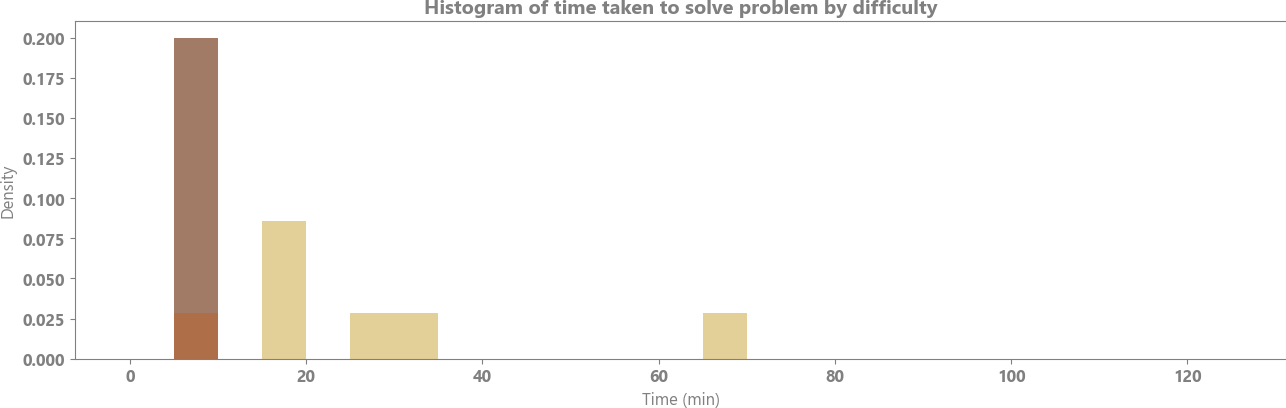 Histogram of time taken to solve problem by difficulty
0.200
0.175
0.150
0.125
0.100
0.075
0.050
0.025
0.000
Density
0 20 40 60 80 100 120
Time (min)